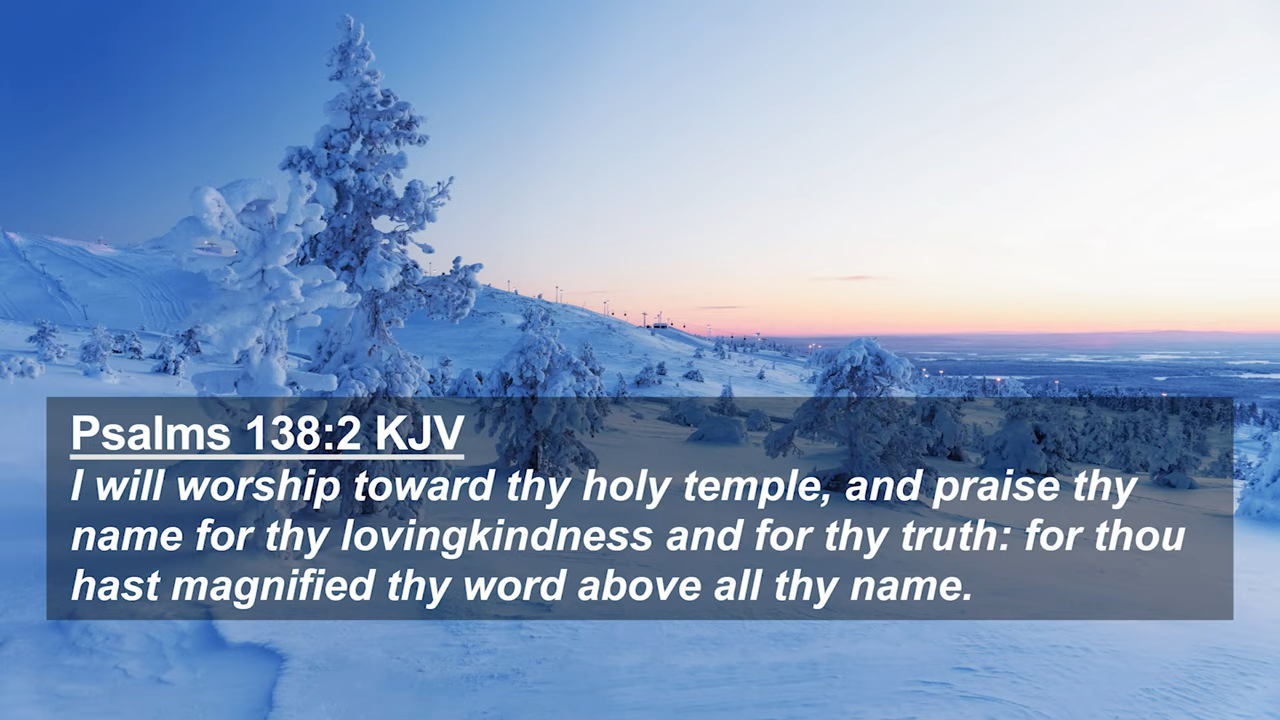 Psalms 138:2 KJV
I will worship toward thy holy temple, and praise thy
name for thy lovingkindness and for thy truth: for thou
hast magnified thy word above all thy name.